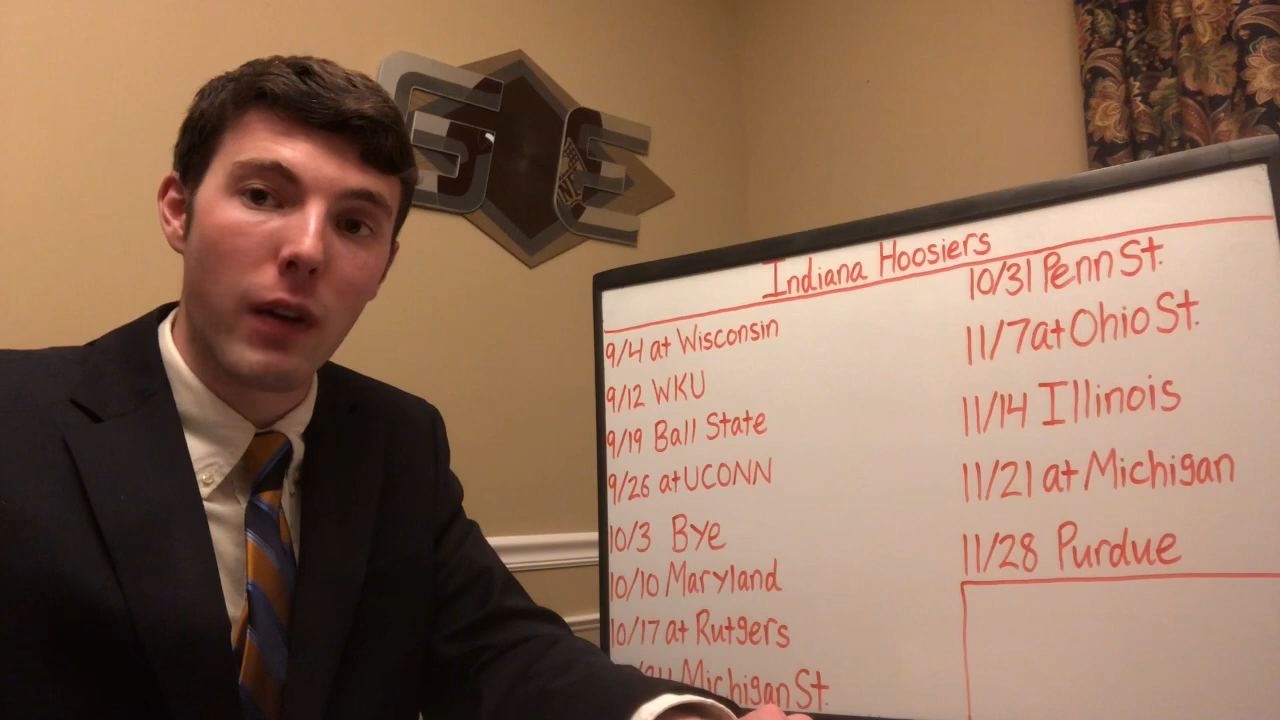 Indiana Hoosiers
9/4 at Wisconsin
9/12 WKU
9/19 Ball State
9/26 at UCONN
10/3 Bye
10/10 Maryland
10/17 at Rutgers
Michigan St.
10/31 Penn St.
11/7 at Ohio St.
11/14 Illinois
11/21 at Michigan
11/28 Purdue